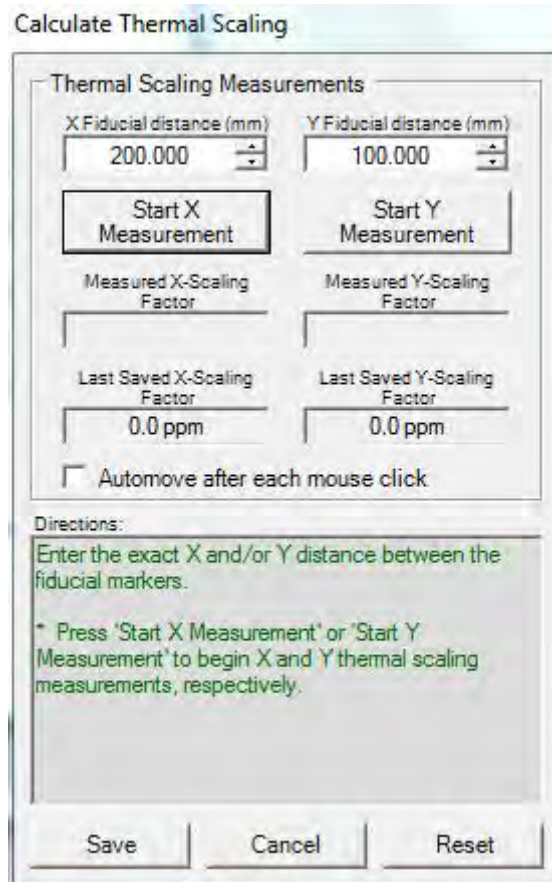 Calculate Thermal Scaling
Thermal Scaling Measurements
X Fiducial distance (mm) Y Fiducial distance (mm)
200.000 100.000
Start X Measurement Start Y Measurement
Measured X-Scaling Factor Measured Y-Scaling Factor
Last Saved X-Scaling Factor Last Saved Y-Scaling Factor
0.0 ppm 0.0 ppm
Automove after each mouse click
Directions:
Enter the exact X and/or Y distance between the
fiducial markers.
* Press 'Start X Measurement' or 'Start Y
Measurement' to begin X and Y thermal scaling
measurements, respectively.
Save Cancel Reset